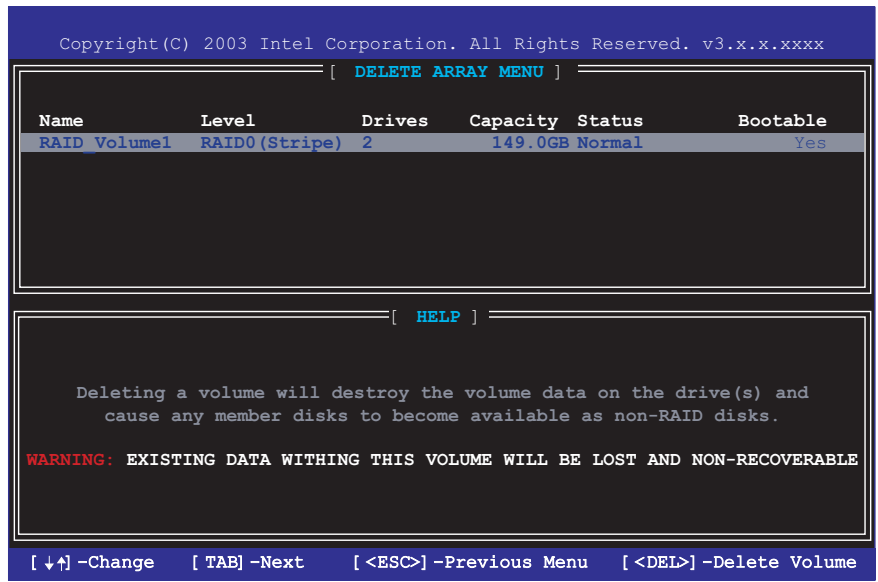 Copyright(C) 2003 Intel Corporation. All Rights Reserved. v3.x.x.xxxx
[ DELETE ARRAY MENU ]
Name Level Drives Capacity Status Bootable
RAID_Volume1 RAID0(Stripe) 2 149.0GB Normal Yes
[ HELP ]
Deleting a volume will destroy the volume data on the drive(s) and
cause any member disks to become available as non-RAID disks.
WARNING: EXISTING DATA WITHING THIS VOLUME WILL BE LOST AND NON-RECOVERABLE
[↓↑]-Change [TAB]-Next [<ESC>]-Previous Menu [<DEL>]-Delete Volume